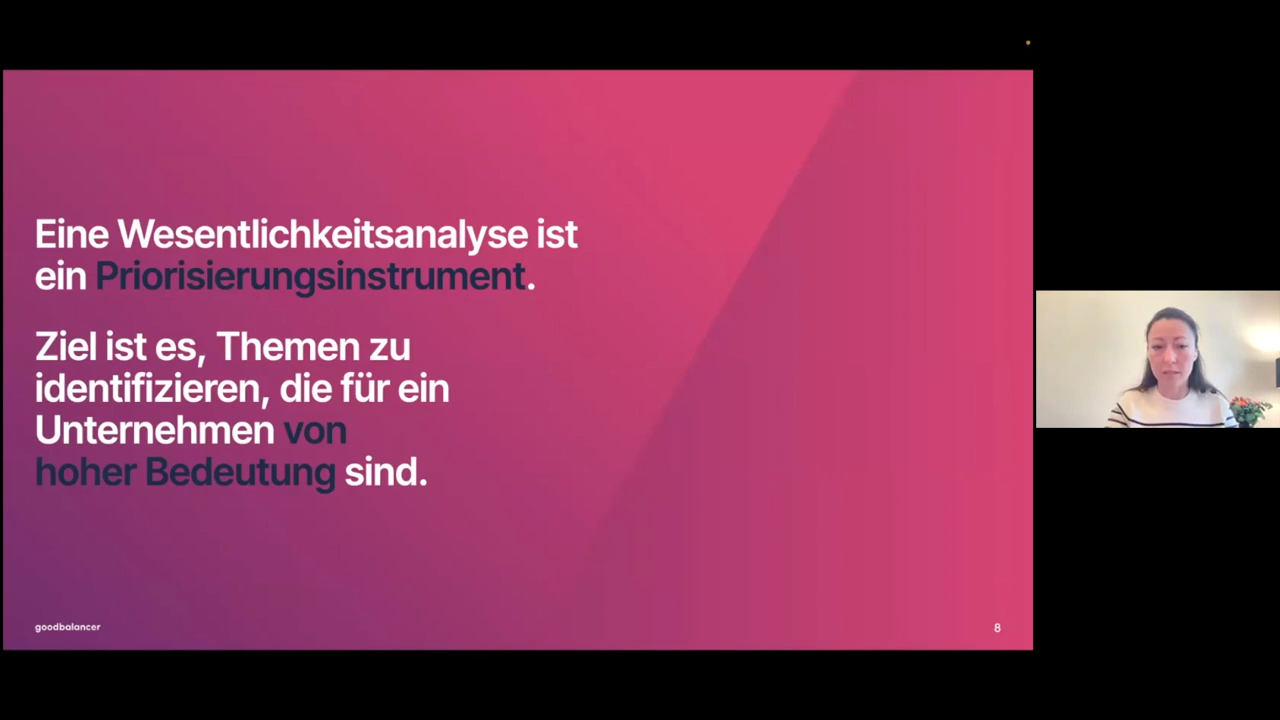 Eine Wesentlichkeitsanalyse ist
ein Priorisierungsinstrument.
Ziel ist es, Themen zu
identifizieren, die für ein
Unternehmen von
hoher Bedeutung sind.
goodbalancer
8